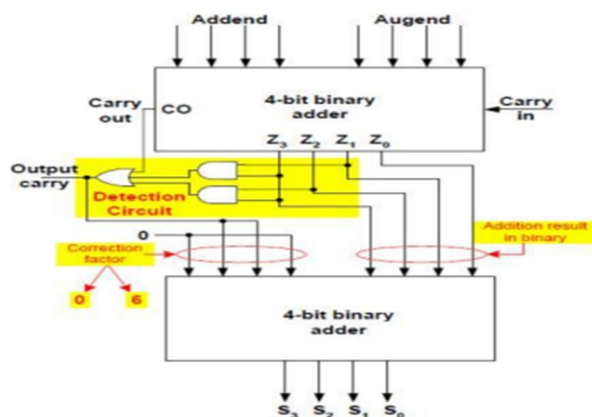 Addend Augend
Carry out
CO
4-bit binary adder
Carry in
Z3 Z2 Z1 Z0
Output carry
Detection Circuit
0
Correction factor
Addition result in binary
0 6
4-bit binary adder
S3 S2 S1 S0